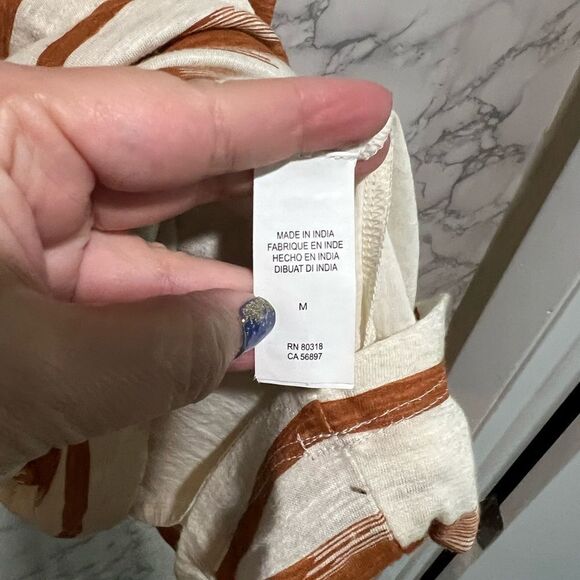 MADE IN INDIA
FABRIQUE EN INDE
HECHO EN INDIA
DIBUAT DI INDIA
M
RN 80318
CA 56897